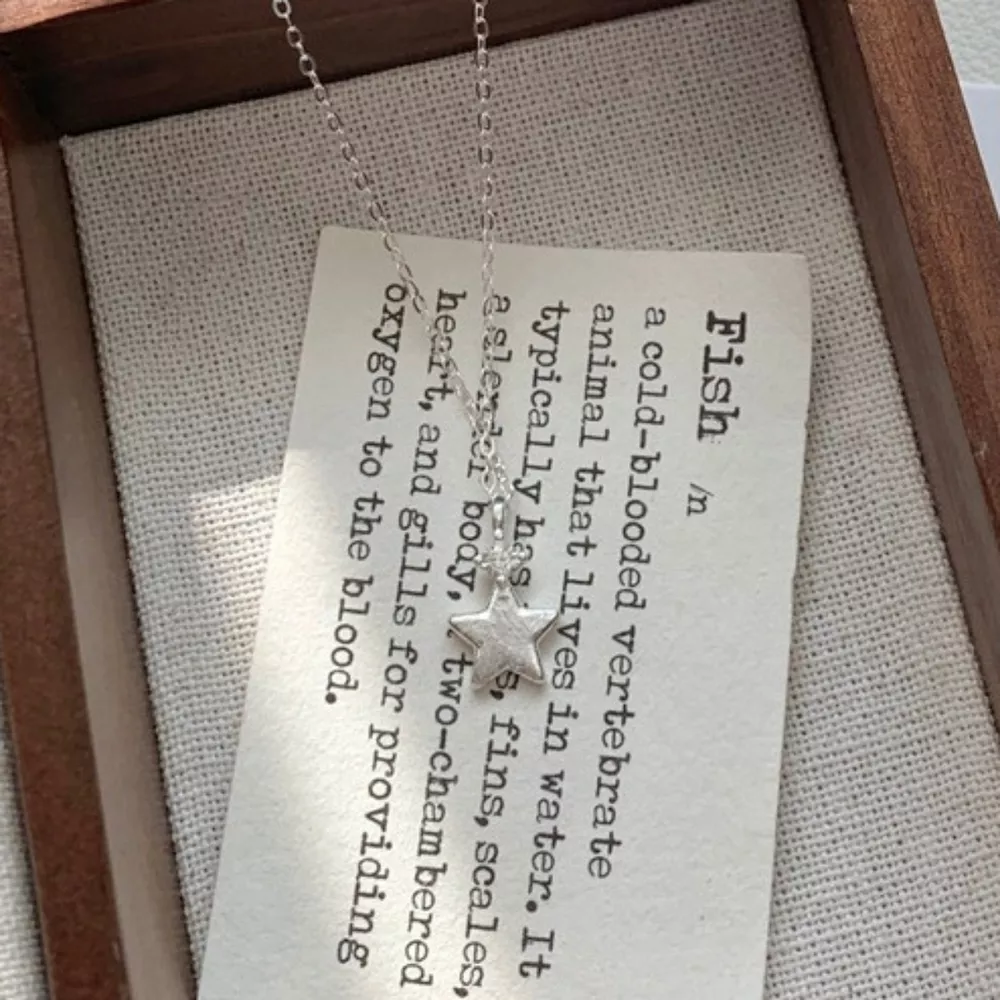 Fish /n
a cold-blooded vertebrate
animal that lives in water. It
typically has fins, scales,
a slender body, two-chambered
heart, and gills for providing
oxygen to the blood.